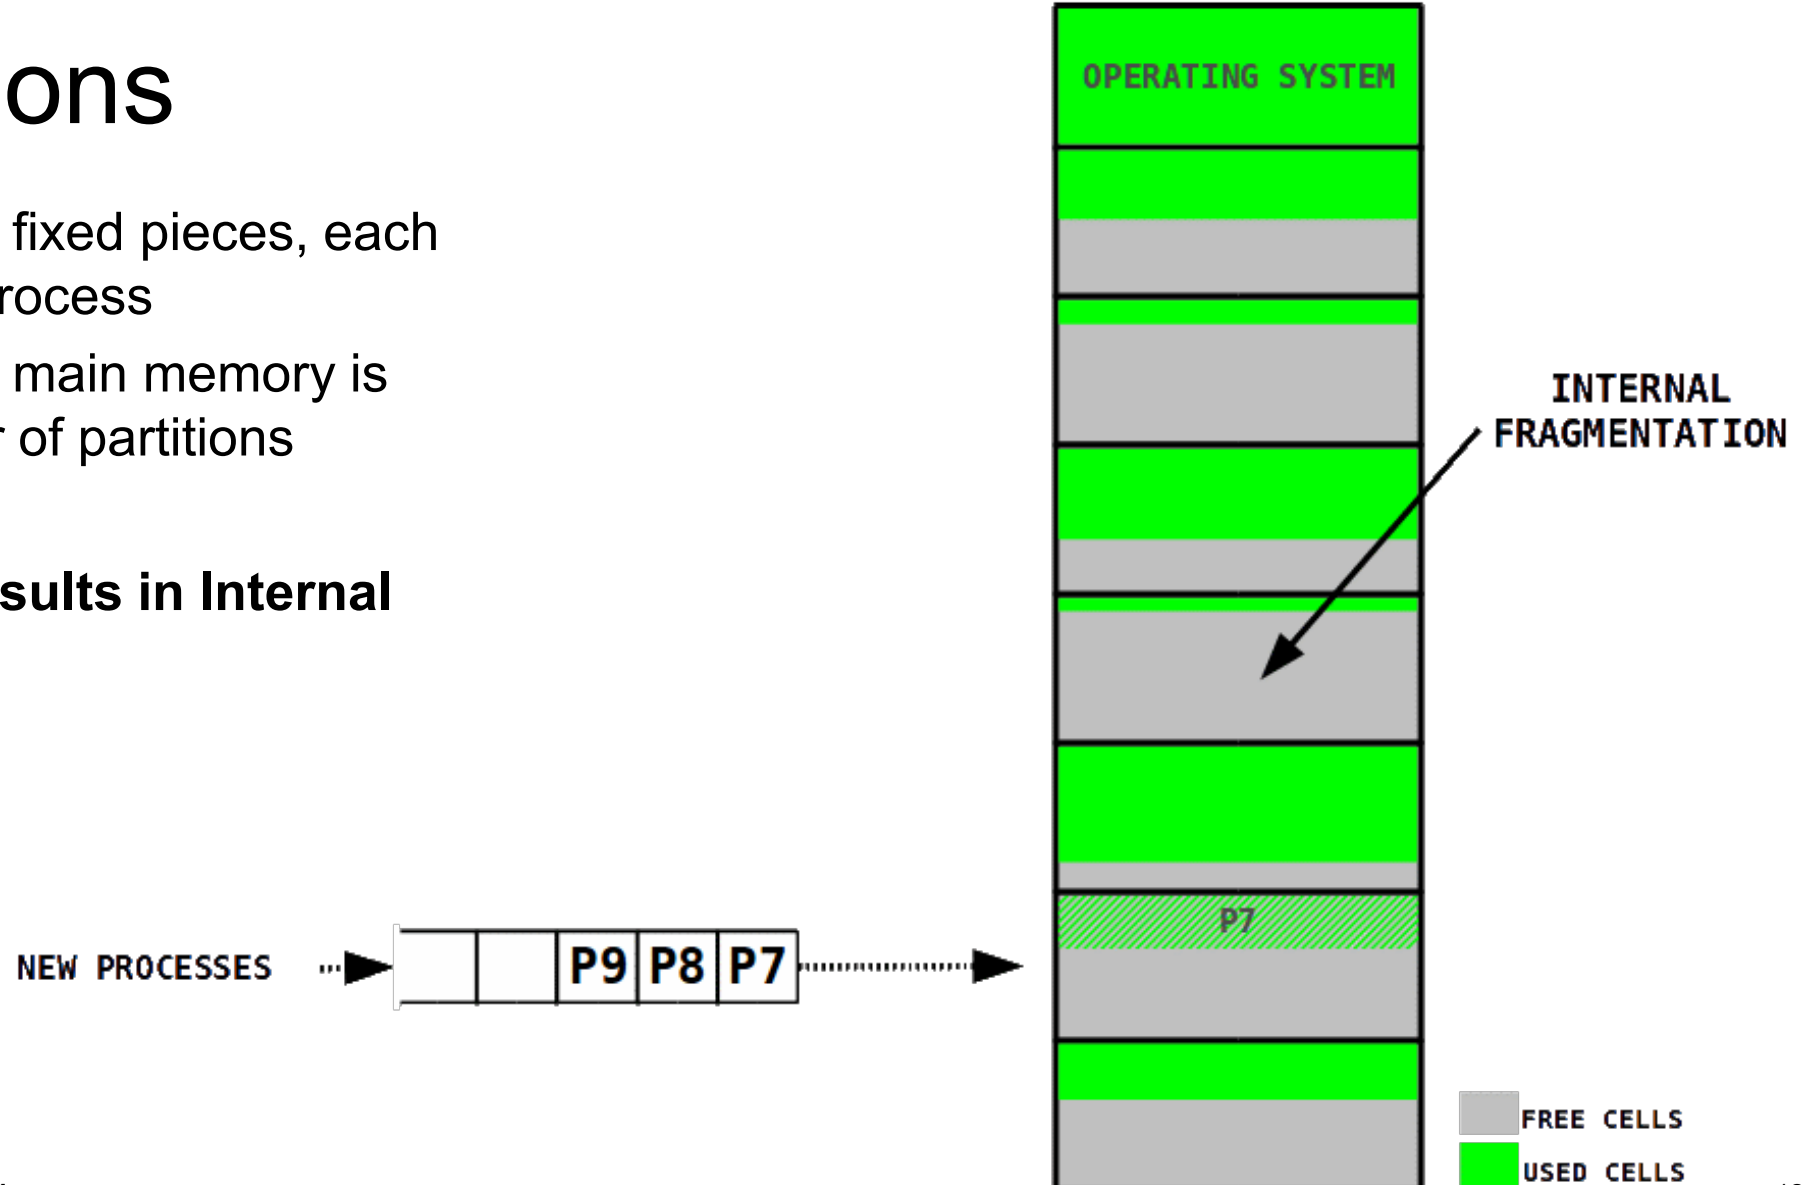 ons
fixed pieces, each
rocess
main memory is
of partitions
sults in Internal
OPERATING SYSTEM
INTERNAL
FRAGMENTATION
P7
NEW PROCESSES
P9 P8 P7
FREE CELLS
USED CELLS